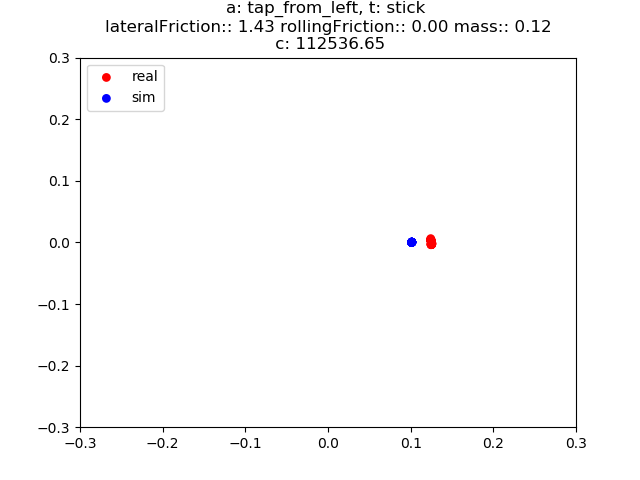 a: tap_from_left, t: stick
lateralFriction:: 1.43 rollingFriction:: 0.00 mass:: 0.12
c: 112536.65
real
sim
0.3
0.2
0.1
0.0
−0.1
−0.2
−0.3
−0.3 −0.2 −0.1 0.0 0.1 0.2 0.3